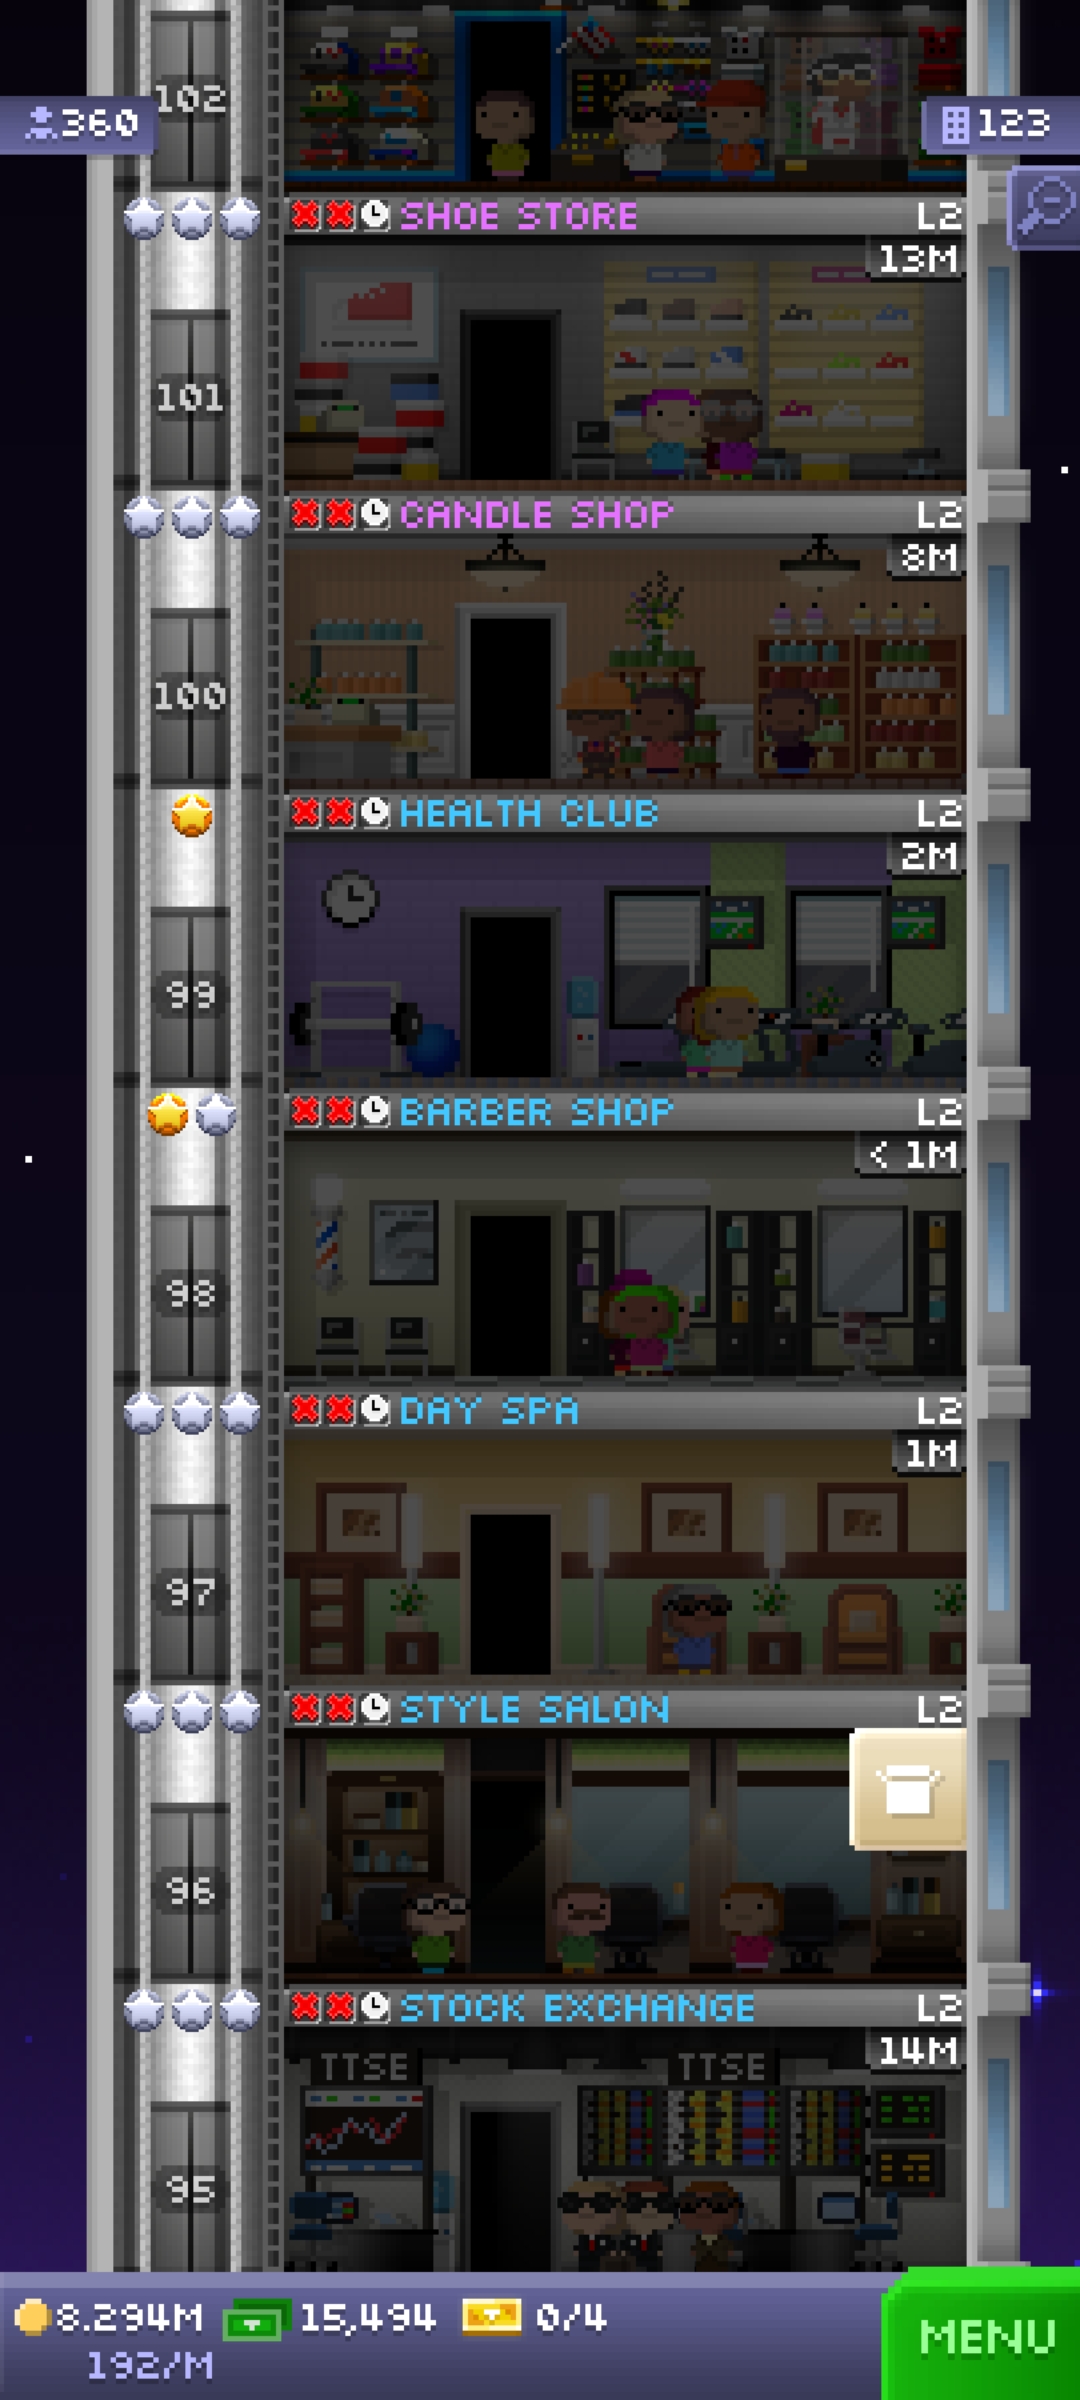 102
360
123
SHOE STORE L2
13M
101
CANDLE SHOP L2
8M
100
HEALTH CLUB L2
2M
99
BARBER SHOP L2
< 1M
98
DAY SPA L2
1M
97
STYLE SALON L2
96
STOCK EXCHANGE L2
14M
TTSE TTSE
95
8.294M 15,494 0/4
192/M
MENU